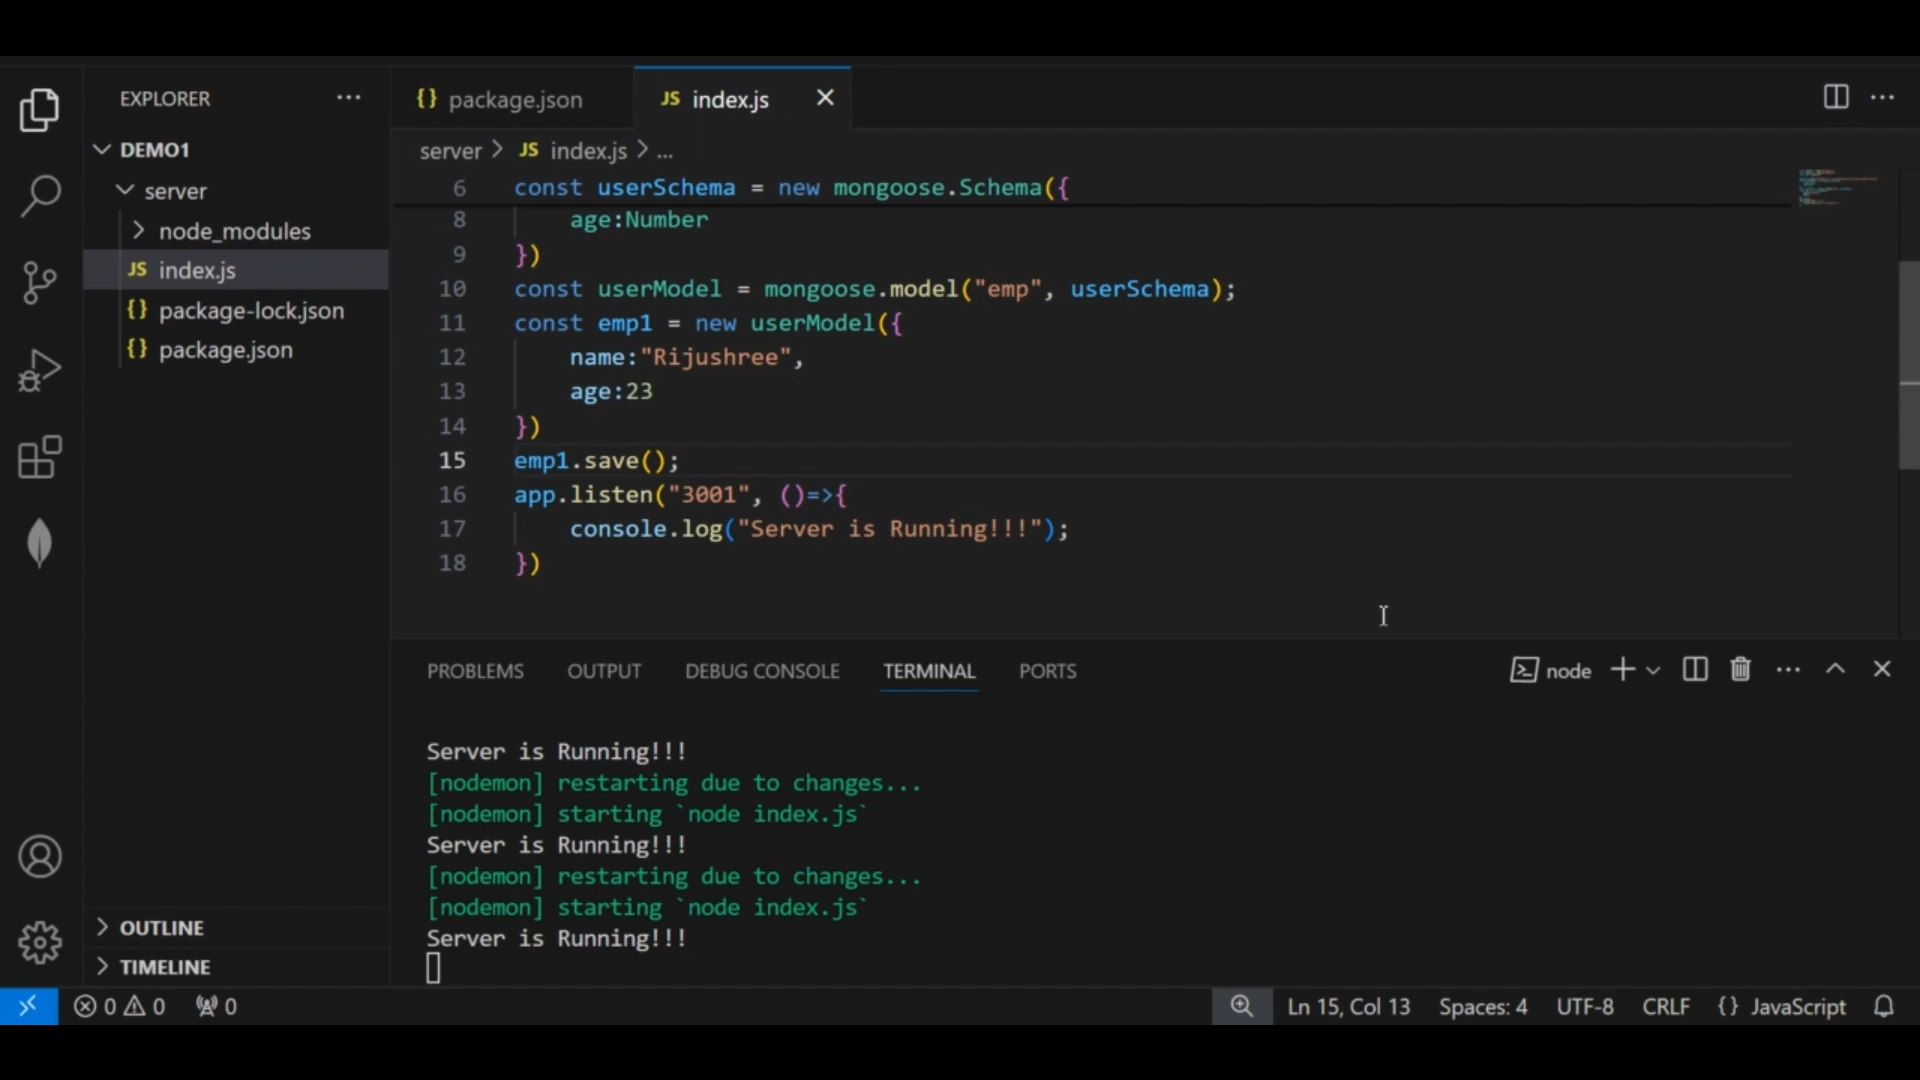 EXPLORER
DEMO1
server
node_modules
JS index.js
{} package-lock.json
{} package.json
OUTLINE
TIMELINE
{} package.json
JS index.js
server > JS index.js > ...
6 const userSchema = new mongoose.Schema({
8 age:Number
9 })
10 const userModel = mongoose.model("emp", userSchema);
11 const emp1 = new userModel({
12 name:"Rijushree",
13 age:23
14 })
15 emp1.save();
16 app.listen("3001", ()=>{
17 console.log("Server is Running!!!");
18 })
PROBLEMS OUTPUT DEBUG CONSOLE TERMINAL PORTS
node
Server is Running!!!
[nodemon] restarting due to changes...
[nodemon] starting `node index.js`
Server is Running!!!
[nodemon] restarting due to changes...
[nodemon] starting `node index.js`
Server is Running!!!
0 0 0 Ln 15, Col 13 Spaces: 4 UTF-8 CRLF {} JavaScript